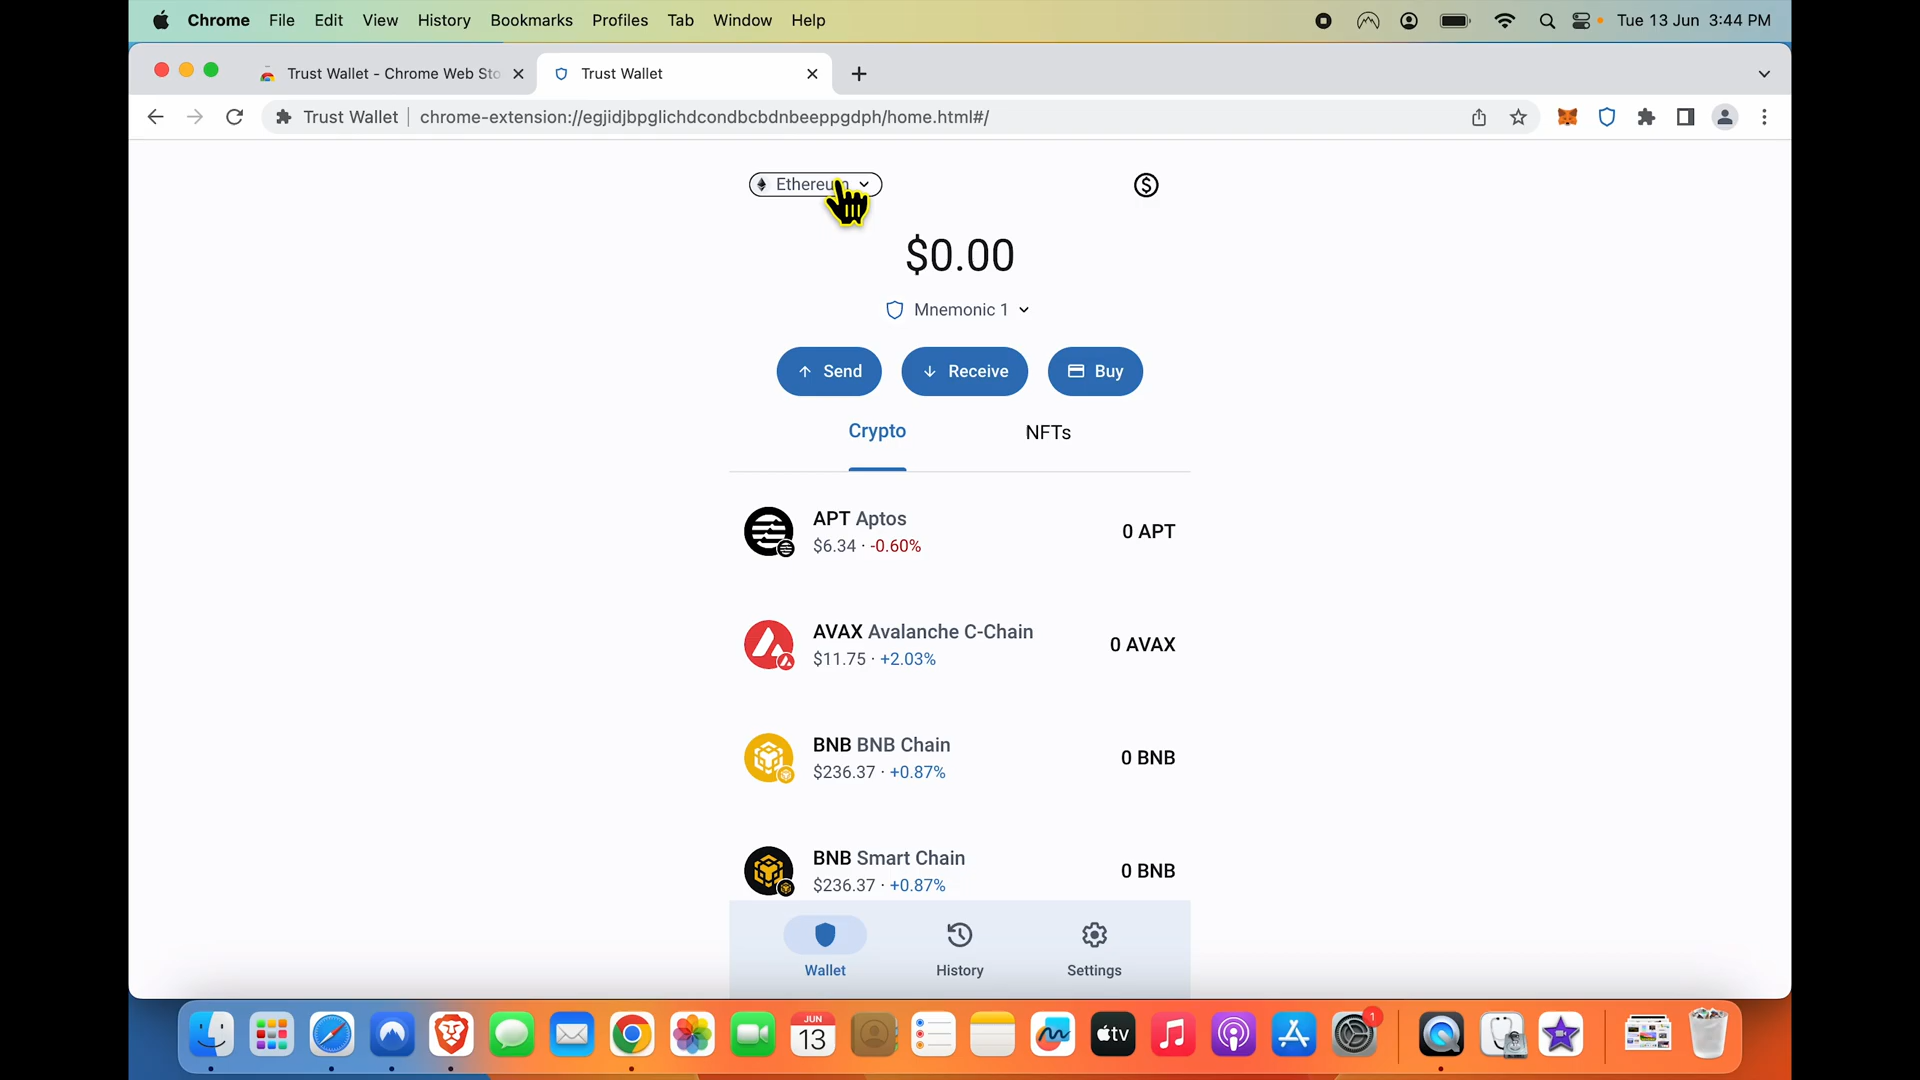 Chrome File Edit View History Bookmarks Profiles Tab Window Help Tue 13 Jun 3:44 PM
Trust Wallet - Chrome Web Sto Trust Wallet
Trust Wallet chrome-extension://egjidjbpglichdcondbcbdnbeeppgdph/home.html#/
$
$0.00
Mnemonic 1
Send Receive Buy
Crypto NFTs
APT Aptos
$6.34 · -0.60%
0 APT
AVAX Avalanche C-Chain
$11.75 · +2.03%
0 AVAX
BNB BNB Chain
$236.37 · +0.87%
0 BNB
BNB Smart Chain
$236.37 · +0.87%
0 BNB
Wallet History Settings
JUN
13
tv
1